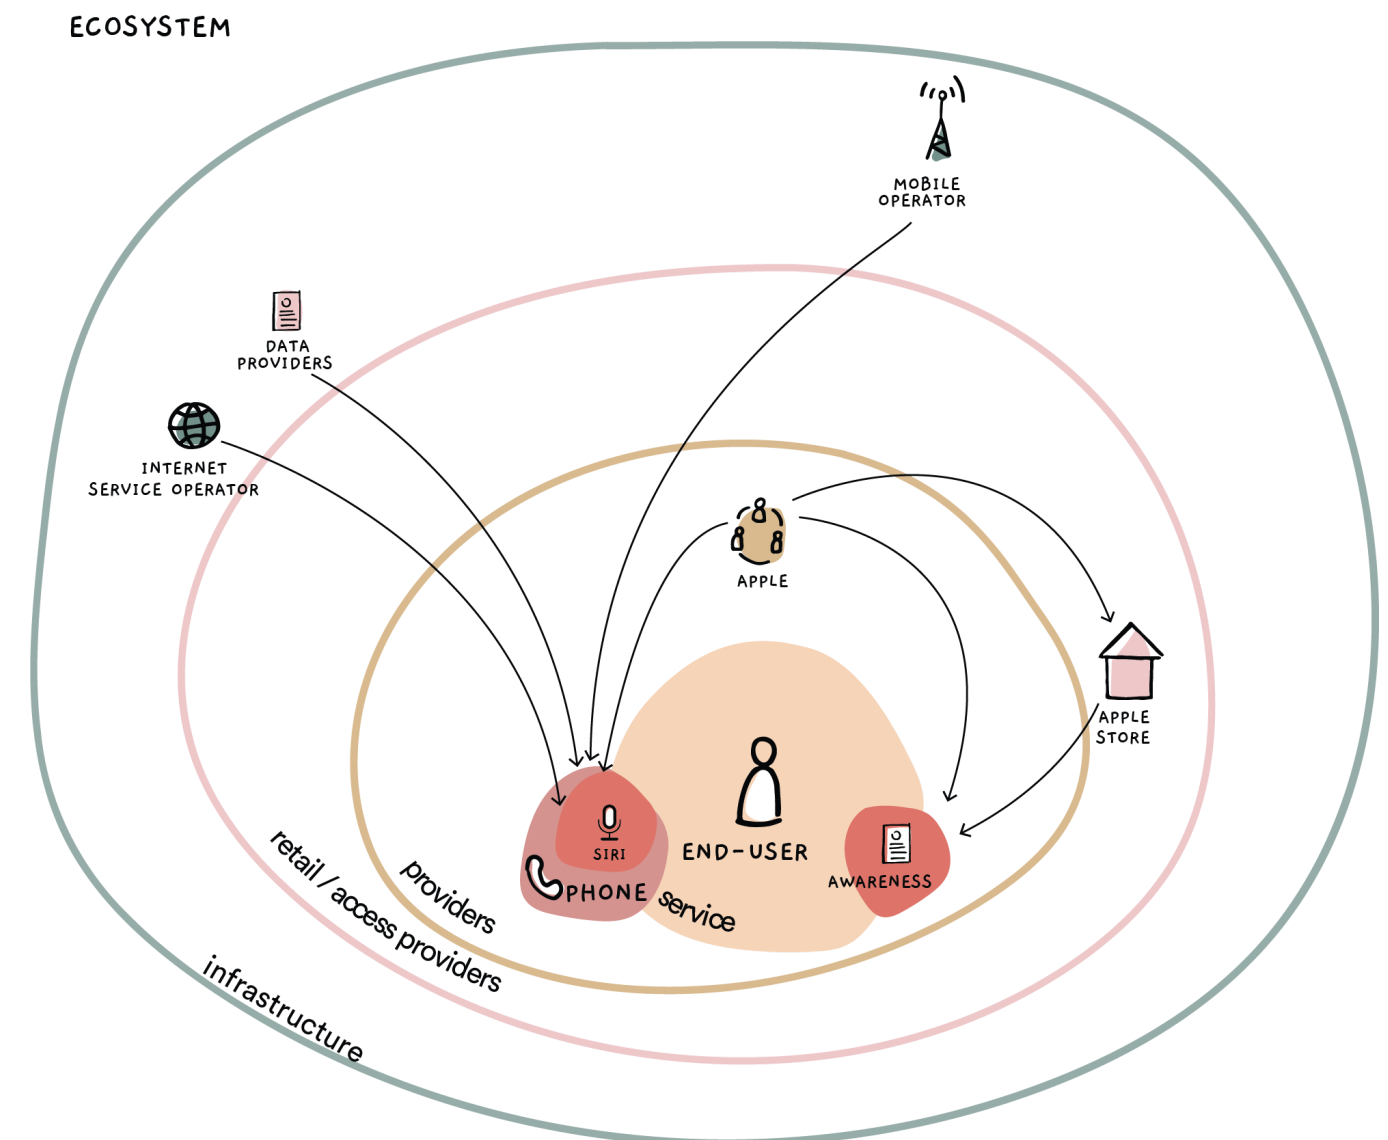 ECOSYSTEM
MOBILE
OPERATOR
DATA
PROVIDERS
INTERNET
SERVICE OPERATOR
APPLE
APPLE
STORE
SIRI
PHONE
END-USER
AWARENESS
service
providers
retail / access providers
infrastructure